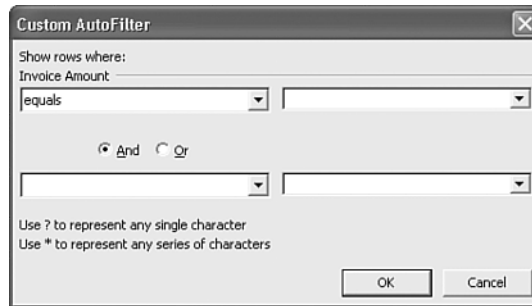 Custom AutoFilter
Show rows where:
Invoice Amount
equals
And Or
Use ? to represent any single character
Use * to represent any series of characters
OK Cancel